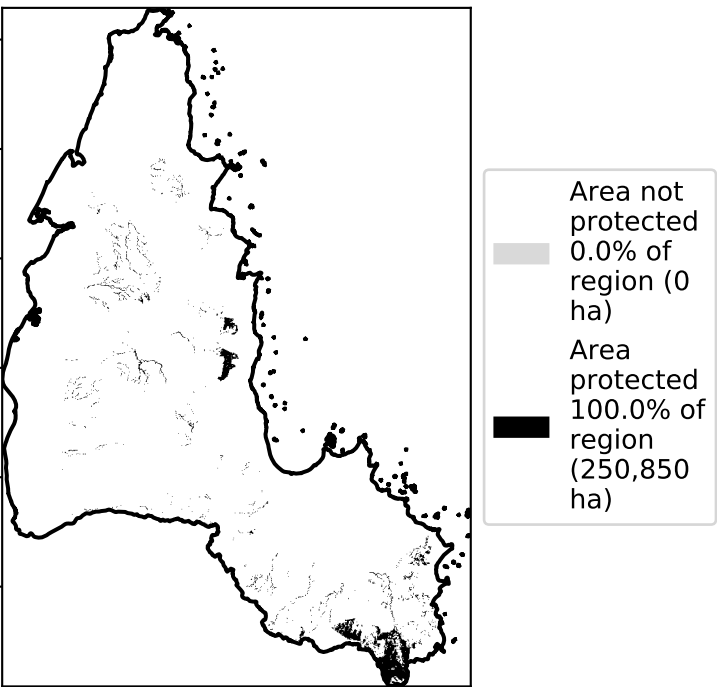 Area not
protected
0.0% of
region (0
ha)
Area
protected
100.0% of
region
(250,850
ha)